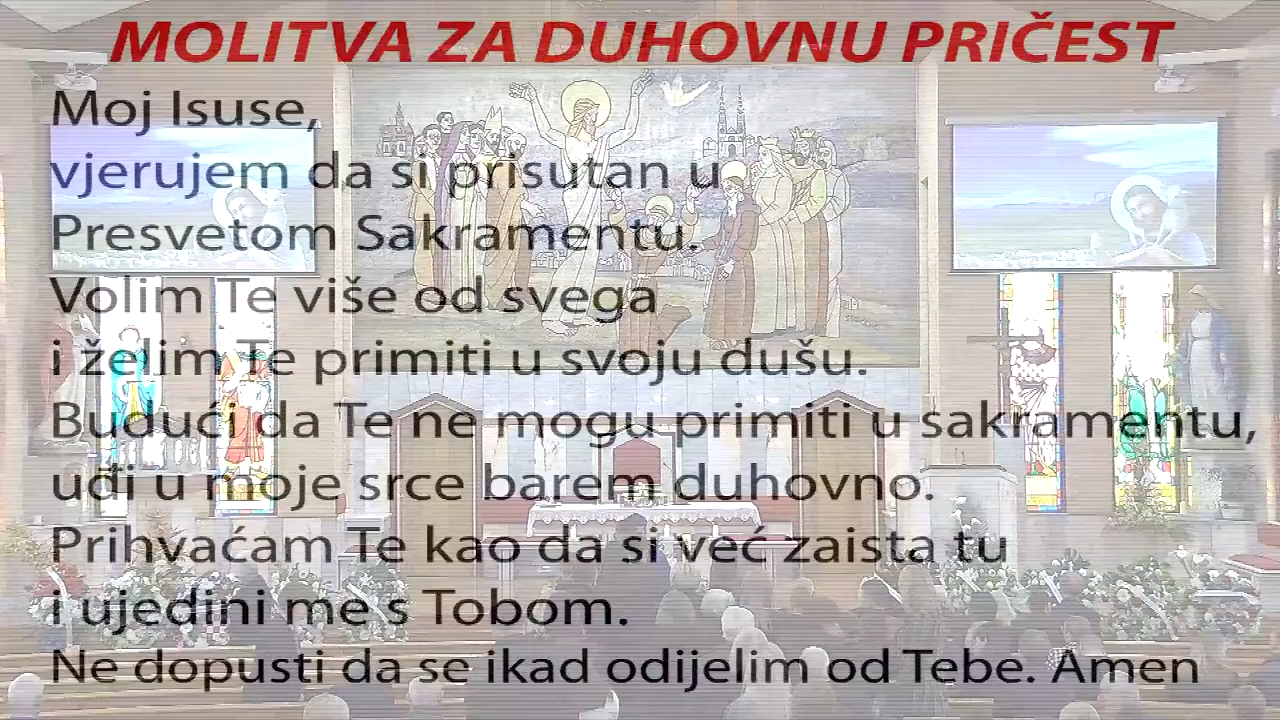 MOLITVA ZA DUHOVNU PRIČEST
Moj Isuse,
vjerujem da si prisutan u
Presvetom Sakramentu.
Volim Te više od svega
i želim Te primiti u svoju dušu.
Budući da Te ne mogu primiti u sakramentu,
uđi u moje srce barem duhovno.
Prihvaćam Te kao da si već zaista tu
i ujedini me s Tobom.
Ne dopusti da se ikad odijelim od Tebe. Amen